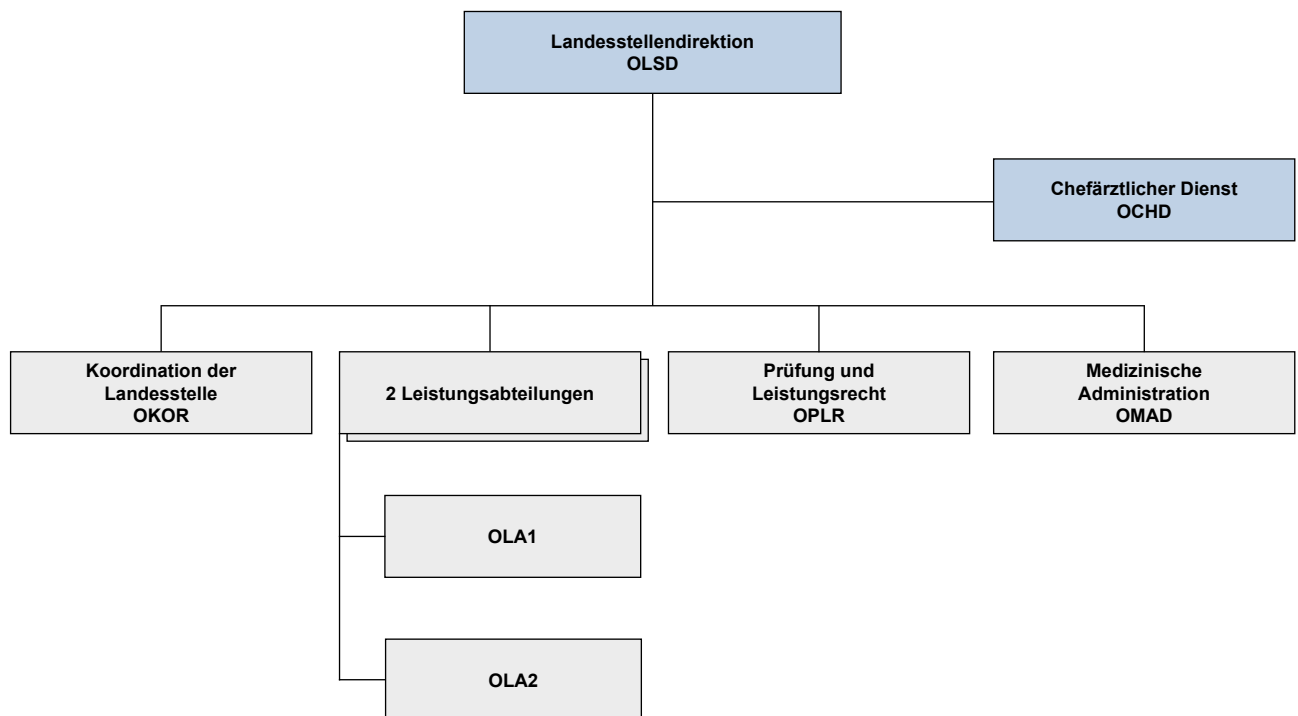 Landesstellendirektion
OLSD
Chefärztlicher Dienst
OCHD
Koordination der
Landesstelle
OKOR
2 Leistungsabteilungen
Prüfung und
Leistungsrecht
OPLR
Medizinische
Administration
OMAD
OLA1
OLA2